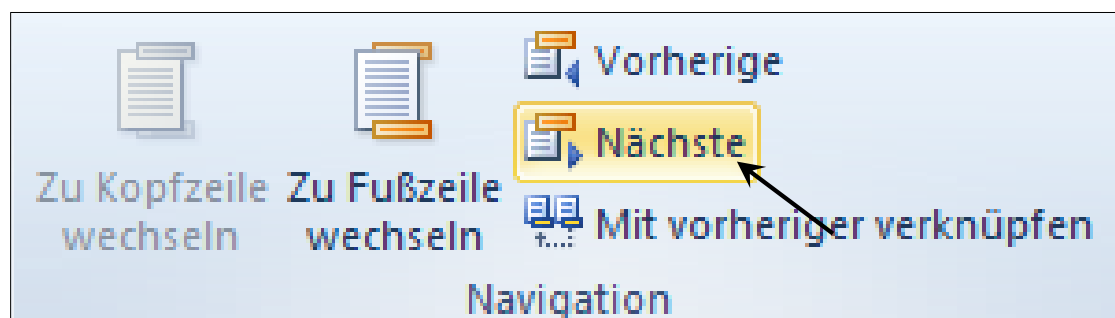 Zu Kopfzeile
wechseln
Zu Fußzeile
wechseln
Vorherige
Nächste
Mit vorheriger verknüpfen
Navigation